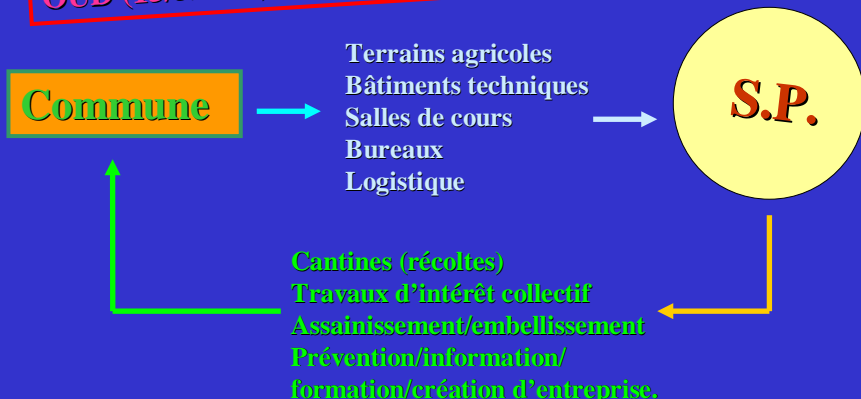 Commune
Terrains agricoles
Bâtiments techniques
Salles de cours
Bureaux
Logistique
S.P.
Cantines (récoltes)
Travaux d’intérêt collectif
Assainissement/embellissement
Prévention/information/
formation/création d’entreprise.